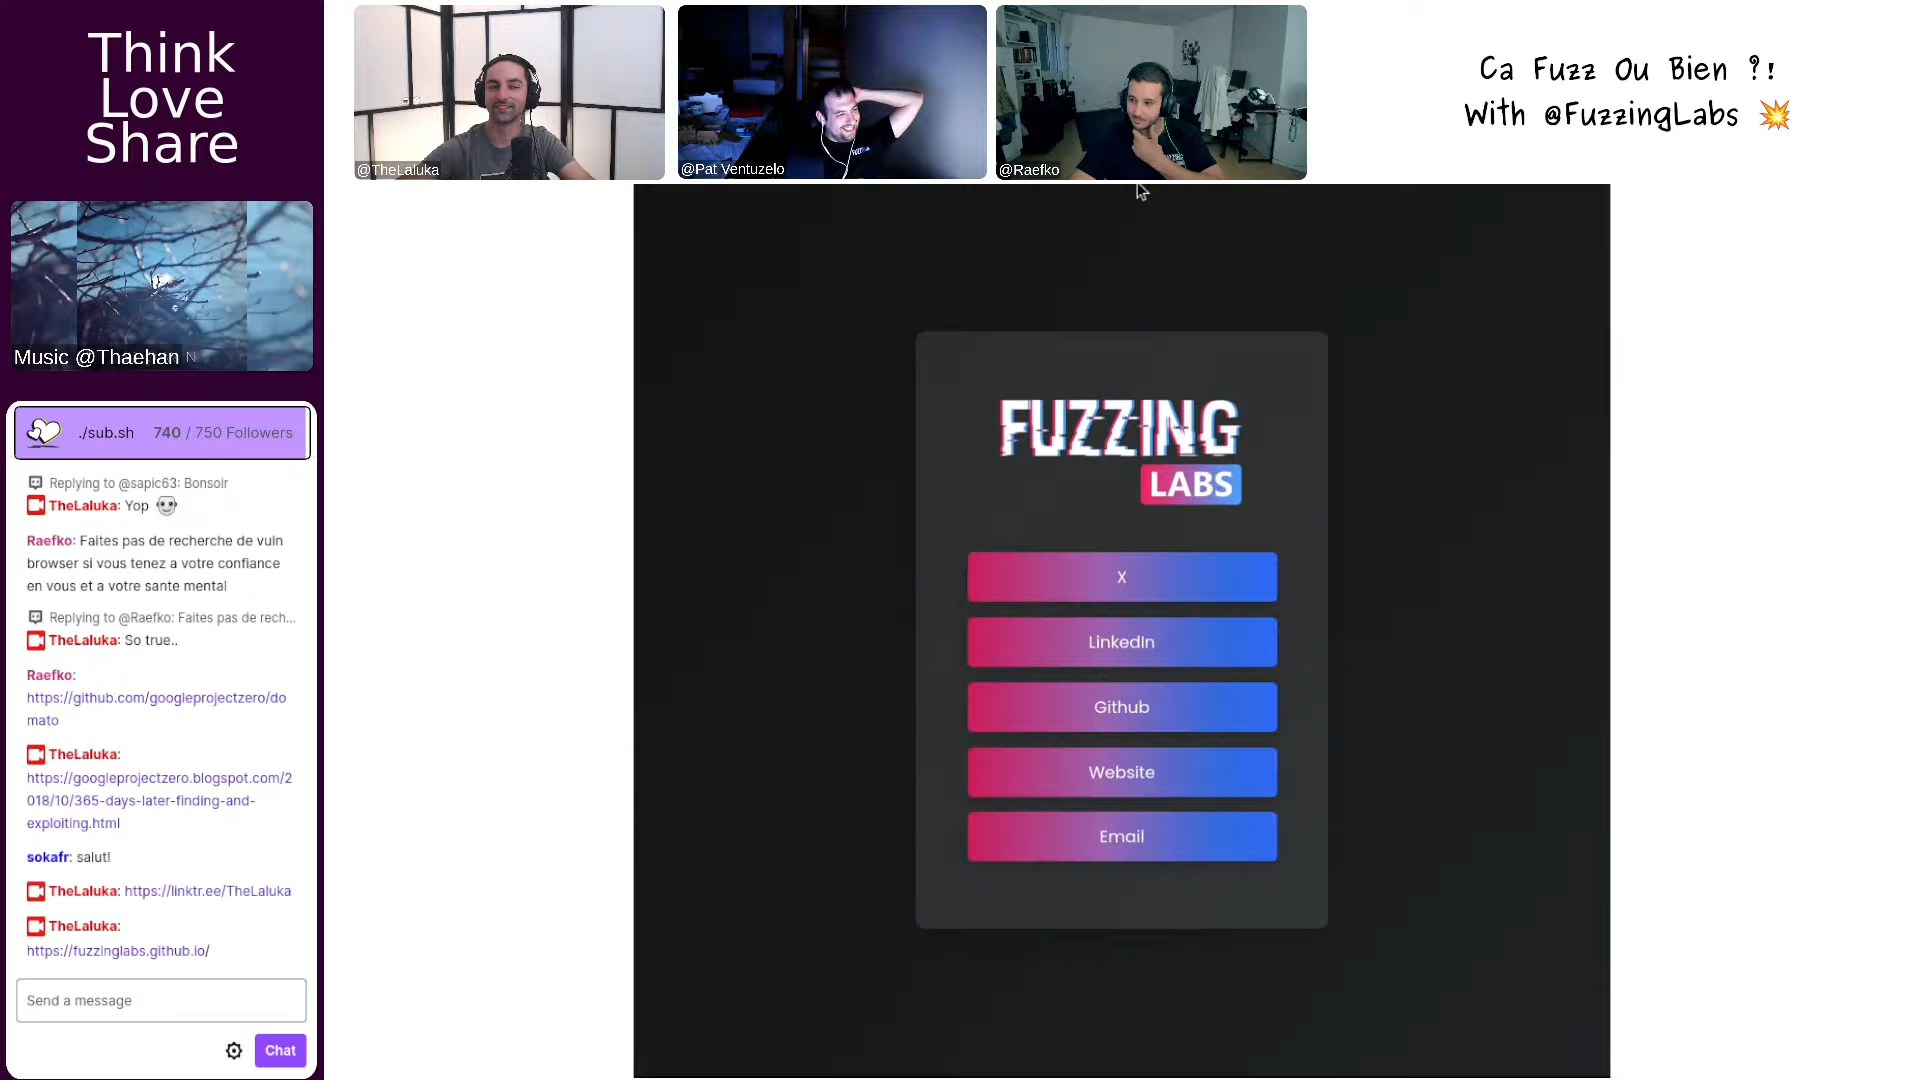 Think
Love
Share
@TheLaluka
@Pat Ventuzelo
@Raefko
Ca Fuzz Ou Bien ?!
With @FuzzingLabs 💥
Music @Thaehan N
./sub.sh 740 / 750 Followers
Replying to @sapic63: Bonsoir
TheLaluka: Yop
Raefko: Faites pas de recherche de vuln
browser si vous tenez a votre confiance
en vous et a votre sante mental
Replying to @Raefko: Faites pas de rech...
TheLaluka: So true..
Raefko:
https://github.com/googleprojectzero/do
mato
TheLaluka:
https://googleprojectzero.blogspot.com/2
018/10/365-days-later-finding-and-
exploiting.html
sokafr: salut!
TheLaluka: https://linktr.ee/TheLaluka
TheLaluka:
https://fuzzinglabs.github.io/
Send a message
Chat
FUZZING
LABS
X
LinkedIn
Github
Website
Email